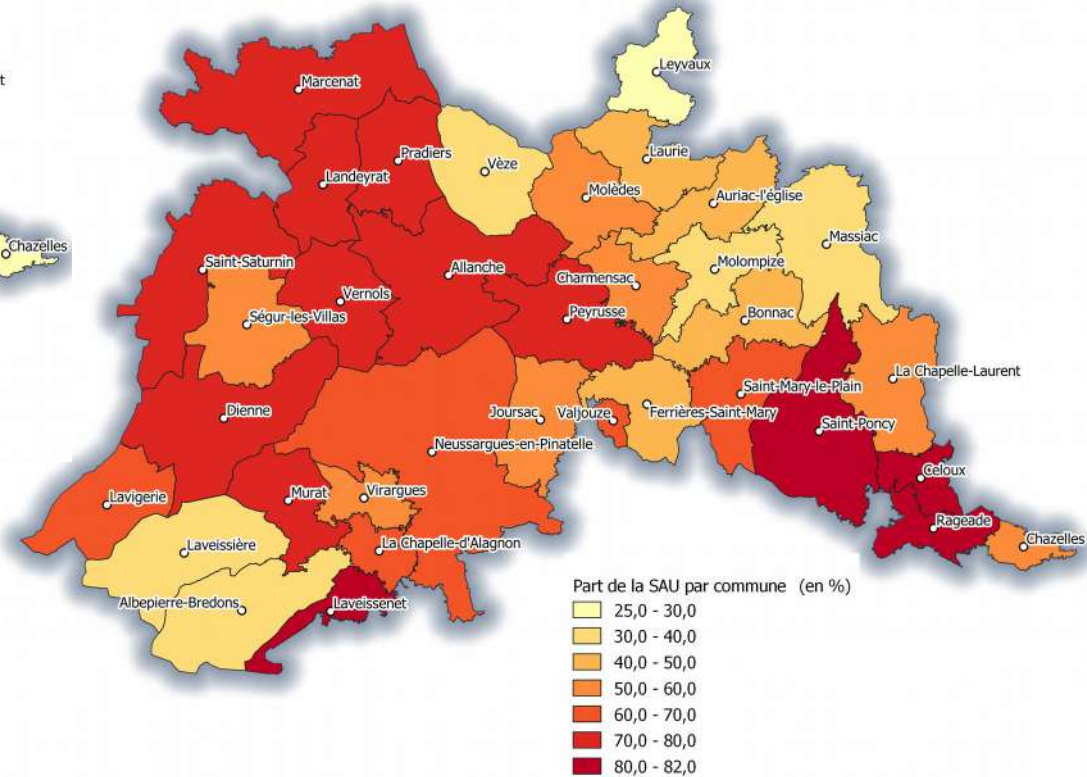 Leyvaux
t
Marcenat
Laurie
Pradiers
Vèze
Landeyrat
Molèdes
Auriac-l'église
Massiac
Chazelles
Saint-Saturnin
Allanche
Molompize
Charmensac
Vernols
Peyrusse
Bonnac
Ségur-les-Villas
La Chapelle-Laurent
Saint-Mary-le-Plain
Dienne
Joursac
Valjouze
Ferrières-Saint-Mary
Saint-Poncy
Neussargues-en-Pinatelle
Celoux
Lavigerie
Murat
Virargues
Rageade
Chazelles
La Chapelle-d'Alagnon
Laveissière
Albepierre-Bredons
Laveissenet
Part de la SAU par commune (en %)
25,0 - 30,0
30,0 - 40,0
40,0 - 50,0
50,0 - 60,0
60,0 - 70,0
70,0 - 80,0
80,0 - 82,0